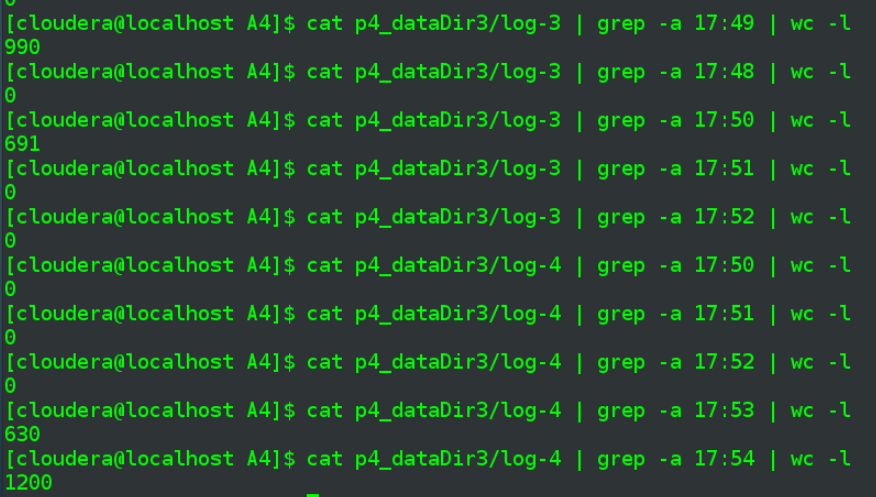 0
[cloudera@localhost A4]$ cat p4_dataDir3/log-3 | grep -a 17:49 | wc -l
990
[cloudera@localhost A4]$ cat p4_dataDir3/log-3 | grep -a 17:48 | wc -l
0
[cloudera@localhost A4]$ cat p4_dataDir3/log-3 | grep -a 17:50 | wc -l
691
[cloudera@localhost A4]$ cat p4_dataDir3/log-3 | grep -a 17:51 | wc -l
0
[cloudera@localhost A4]$ cat p4_dataDir3/log-3 | grep -a 17:52 | wc -l
0
[cloudera@localhost A4]$ cat p4_dataDir3/log-4 | grep -a 17:50 | wc -l
0
[cloudera@localhost A4]$ cat p4_dataDir3/log-4 | grep -a 17:51 | wc -l
0
[cloudera@localhost A4]$ cat p4_dataDir3/log-4 | grep -a 17:52 | wc -l
0
[cloudera@localhost A4]$ cat p4_dataDir3/log-4 | grep -a 17:53 | wc -l
630
[cloudera@localhost A4]$ cat p4_dataDir3/log-4 | grep -a 17:54 | wc -l
1200